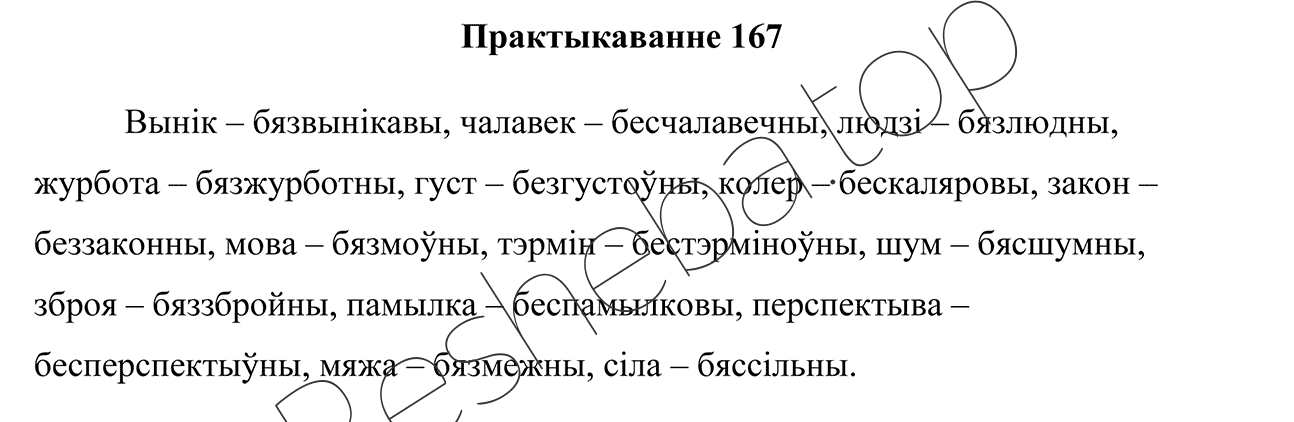 Практыкаванне 167
Вынік – бязвынікавы, чалавек – бесчалавечны, людзі – бязлюдны,
журбота – бязжурботны, густ – безгустоўны, колер – бескаляровы, закон –
беззаконны, мова – бязмоўны, тэрмін – бестэрміноўны, шум – бясшумны,
зброя – бяззбройны, памылка – беспамылковы, перспектыва –
бесперспектыўны, мяжа – бязмежны, сіла – бяссільны.
Reshebatop